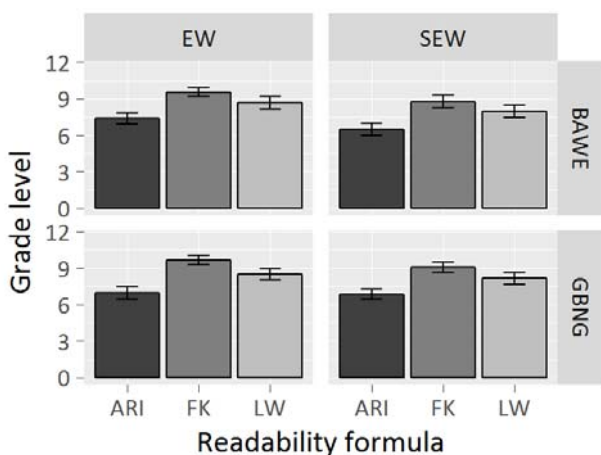 EW
SEW
12
9
6
3
0
BAWE
12
9
6
3
0
GBNG
Grade level
ARI
FK
LW
ARI
FK
LW
Readability formula